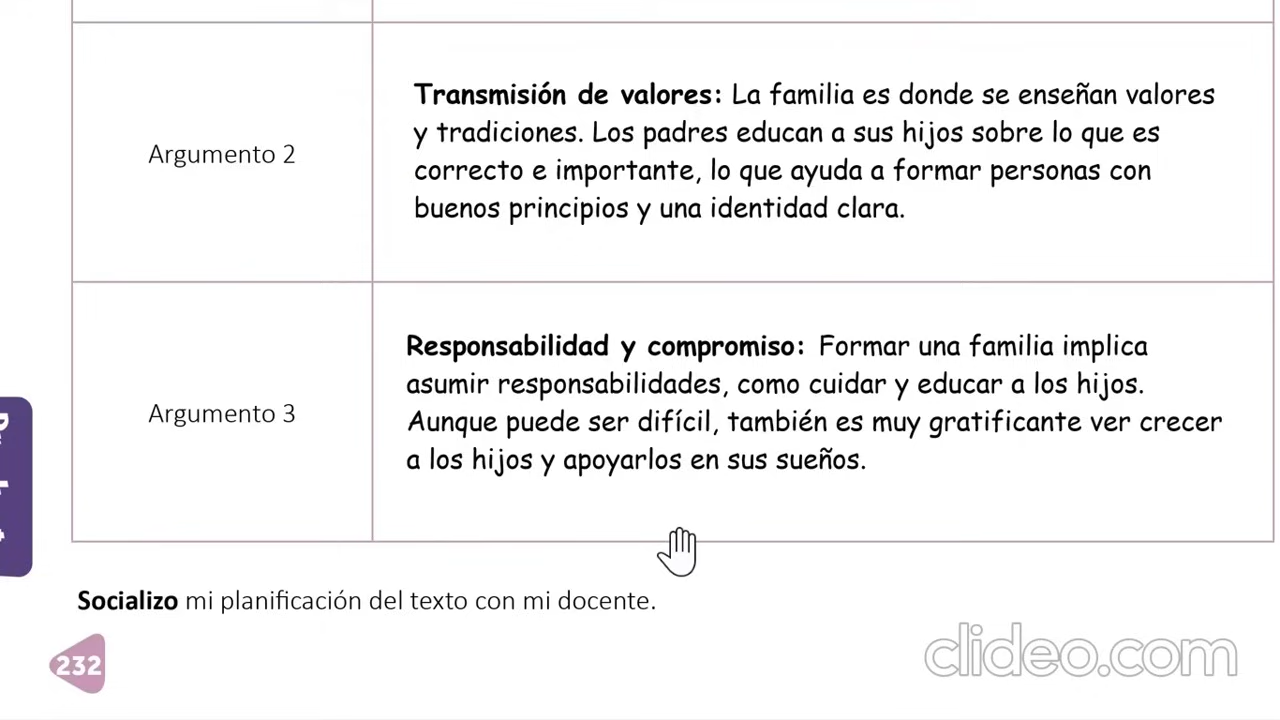 Argumento 2
Transmisión de valores: La familia es donde se enseñan valores
y tradiciones. Los padres educan a sus hijos sobre lo que es
correcto e importante, lo que ayuda a formar personas con
buenos principios y una identidad clara.
Argumento 3
Responsabilidad y compromiso: Formar una familia implica
asumir responsabilidades, como cuidar y educar a los hijos.
Aunque puede ser difícil, también es muy gratificante ver crecer
a los hijos y apoyarlos en sus sueños.
Socializo mi planificación del texto con mi docente.
232
clideo.com